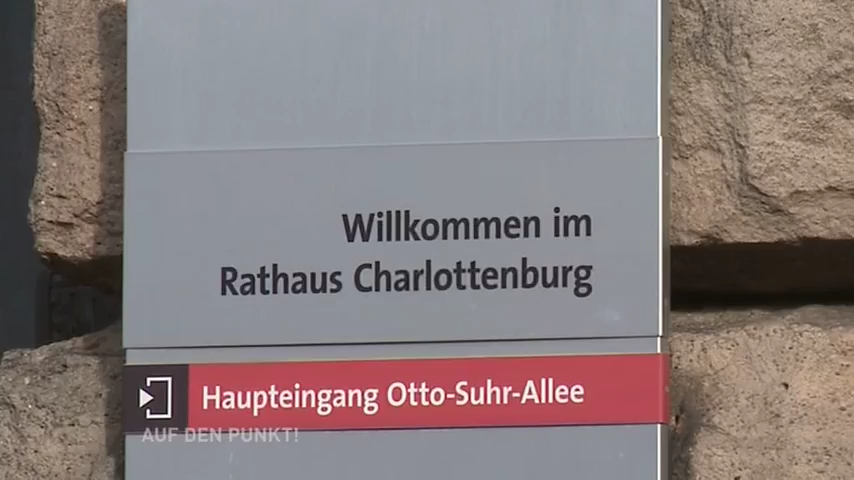 Willkommen im
Rathaus Charlottenburg
Haupteingang Otto-Suhr-Allee
AUF DEN PUNKT!